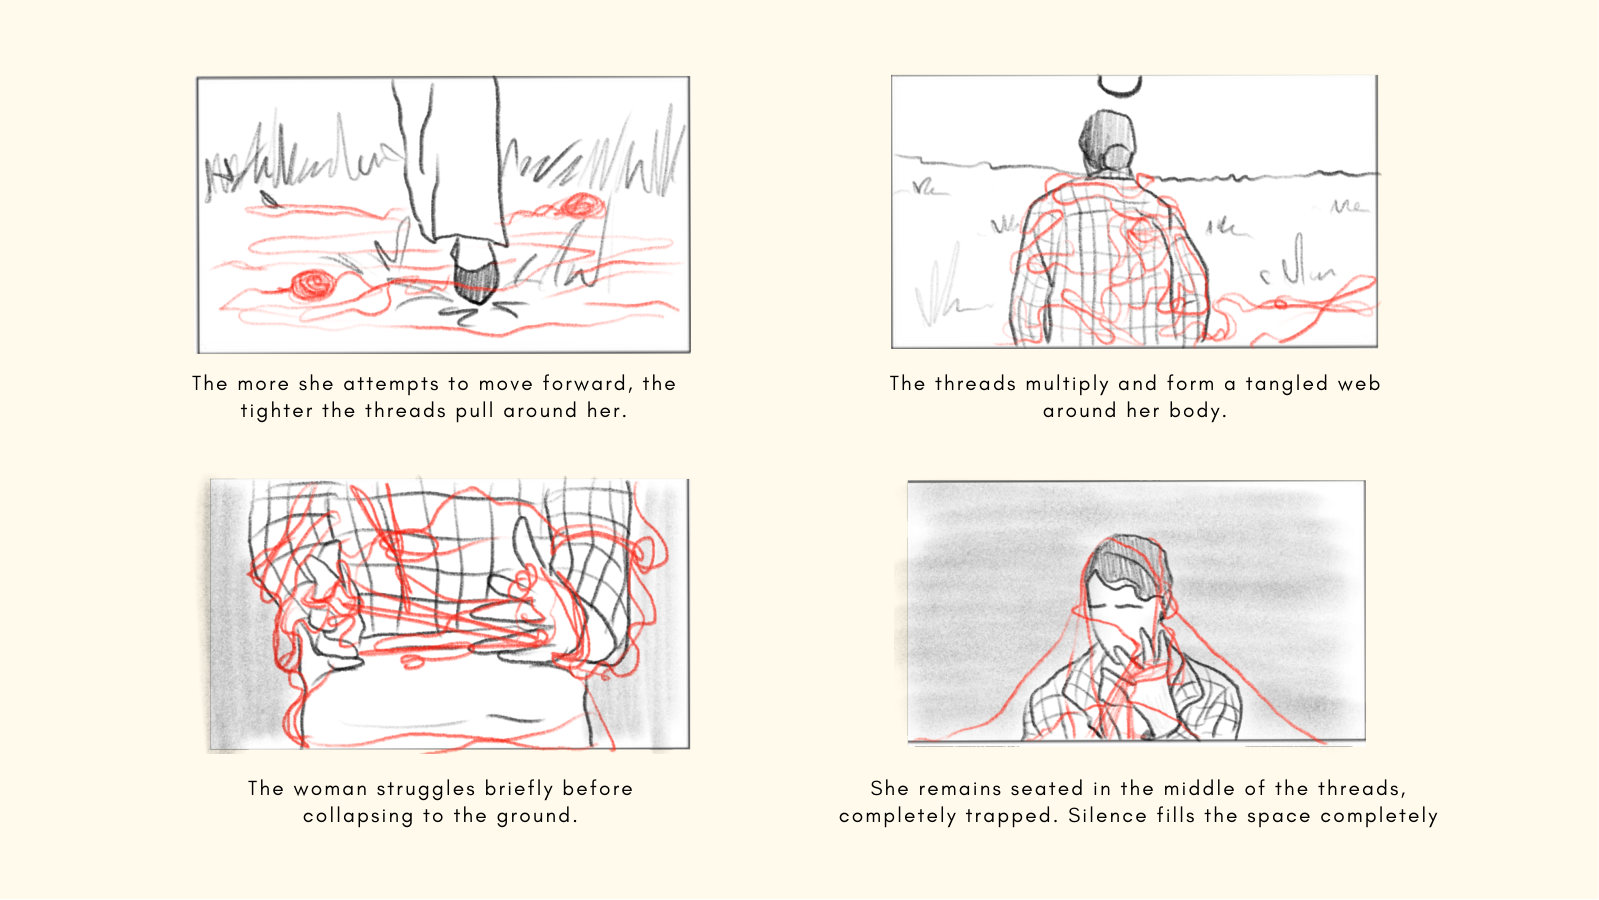 The more she attempts to move forward, the
tighter the threads pull around her.
The threads multiply and form a tangled web
around her body.
The woman struggles briefly before
collapsing to the ground.
She remains seated in the middle of the threads,
completely trapped. Silence fills the space completely